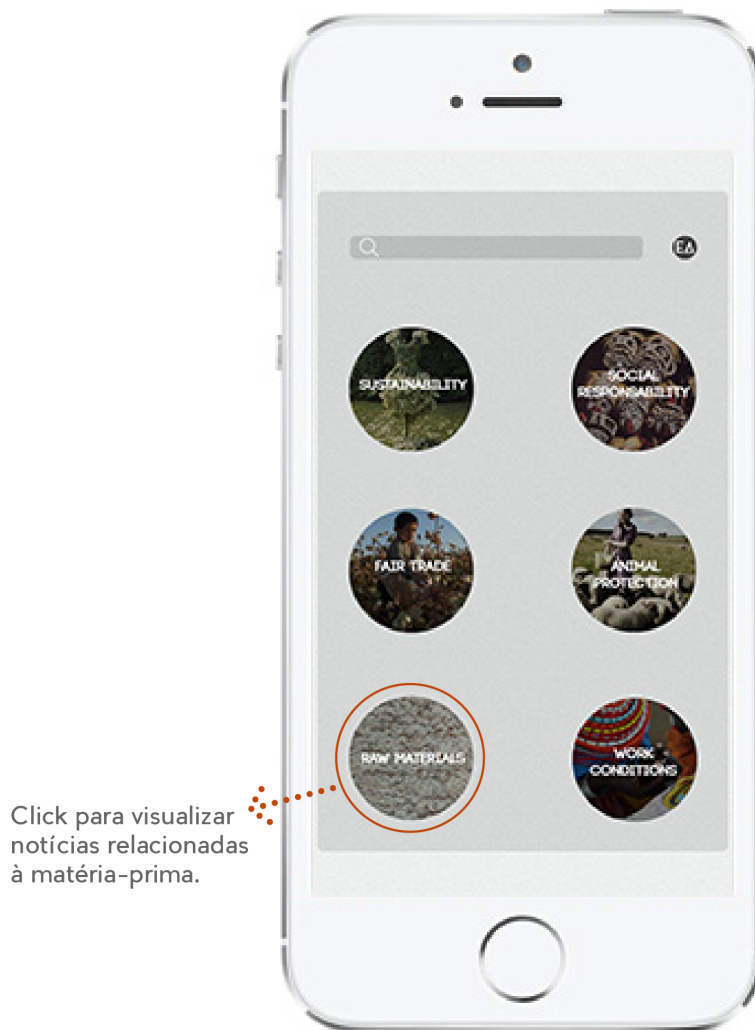 EA
SUSTAINABILITY
SOCIAL
RESPONSABILITY
FAIR TRADE
ANIMAL
PROTECTION
RAW MATERIALS
WORK
CONDITIONS
Click para visualizar
notícias relacionadas
à matéria-prima.